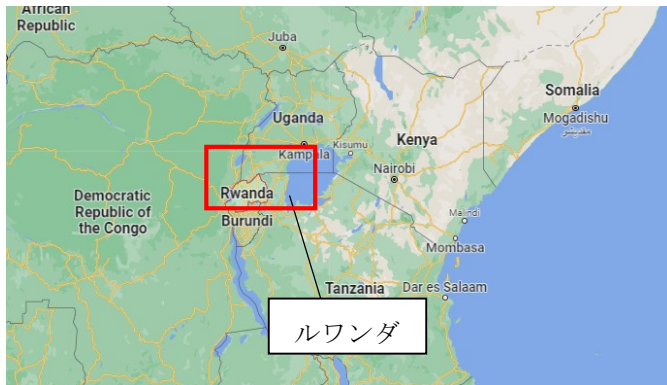 African
Republic
Juba
Somalia
Mogadishu
مقديشو
Uganda
Kampala
Kisumu
Kenya
Nairobi
Rwanda
Democratic
Republic of
the Congo
Burundi
Malindi
Mombasa
Tanzania
Dar es Salaam
ルワンダ